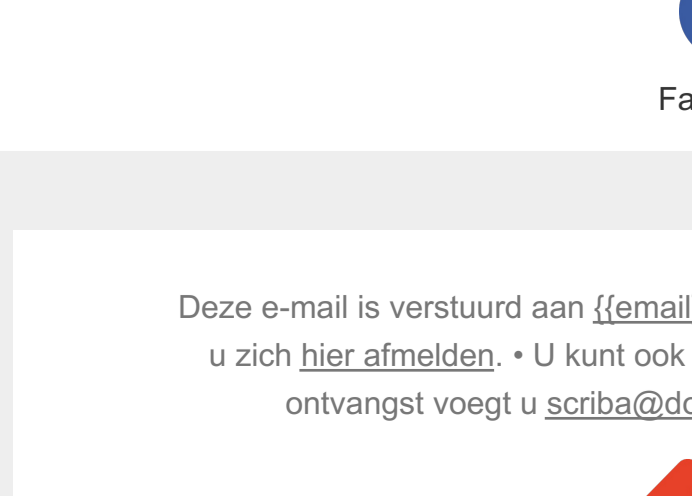 Fa
Deze e-mail is verstuurd aan {{email
u zich hier afmelden. • U kunt ook
ontvangst voegt u scriba@do